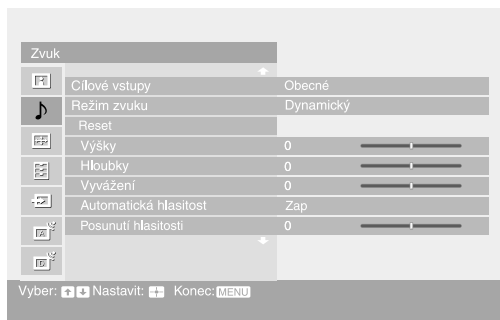 Zvuk
Cílové vstupy Obecné
Režim zvuku Dynamický
Reset
Výšky 0
Hloubky 0
Vyvážení 0
Automatická hlasitost Zap
Posunutí hlasitosti 0
A
D
Vyber: Nastavit: Konec: MENU